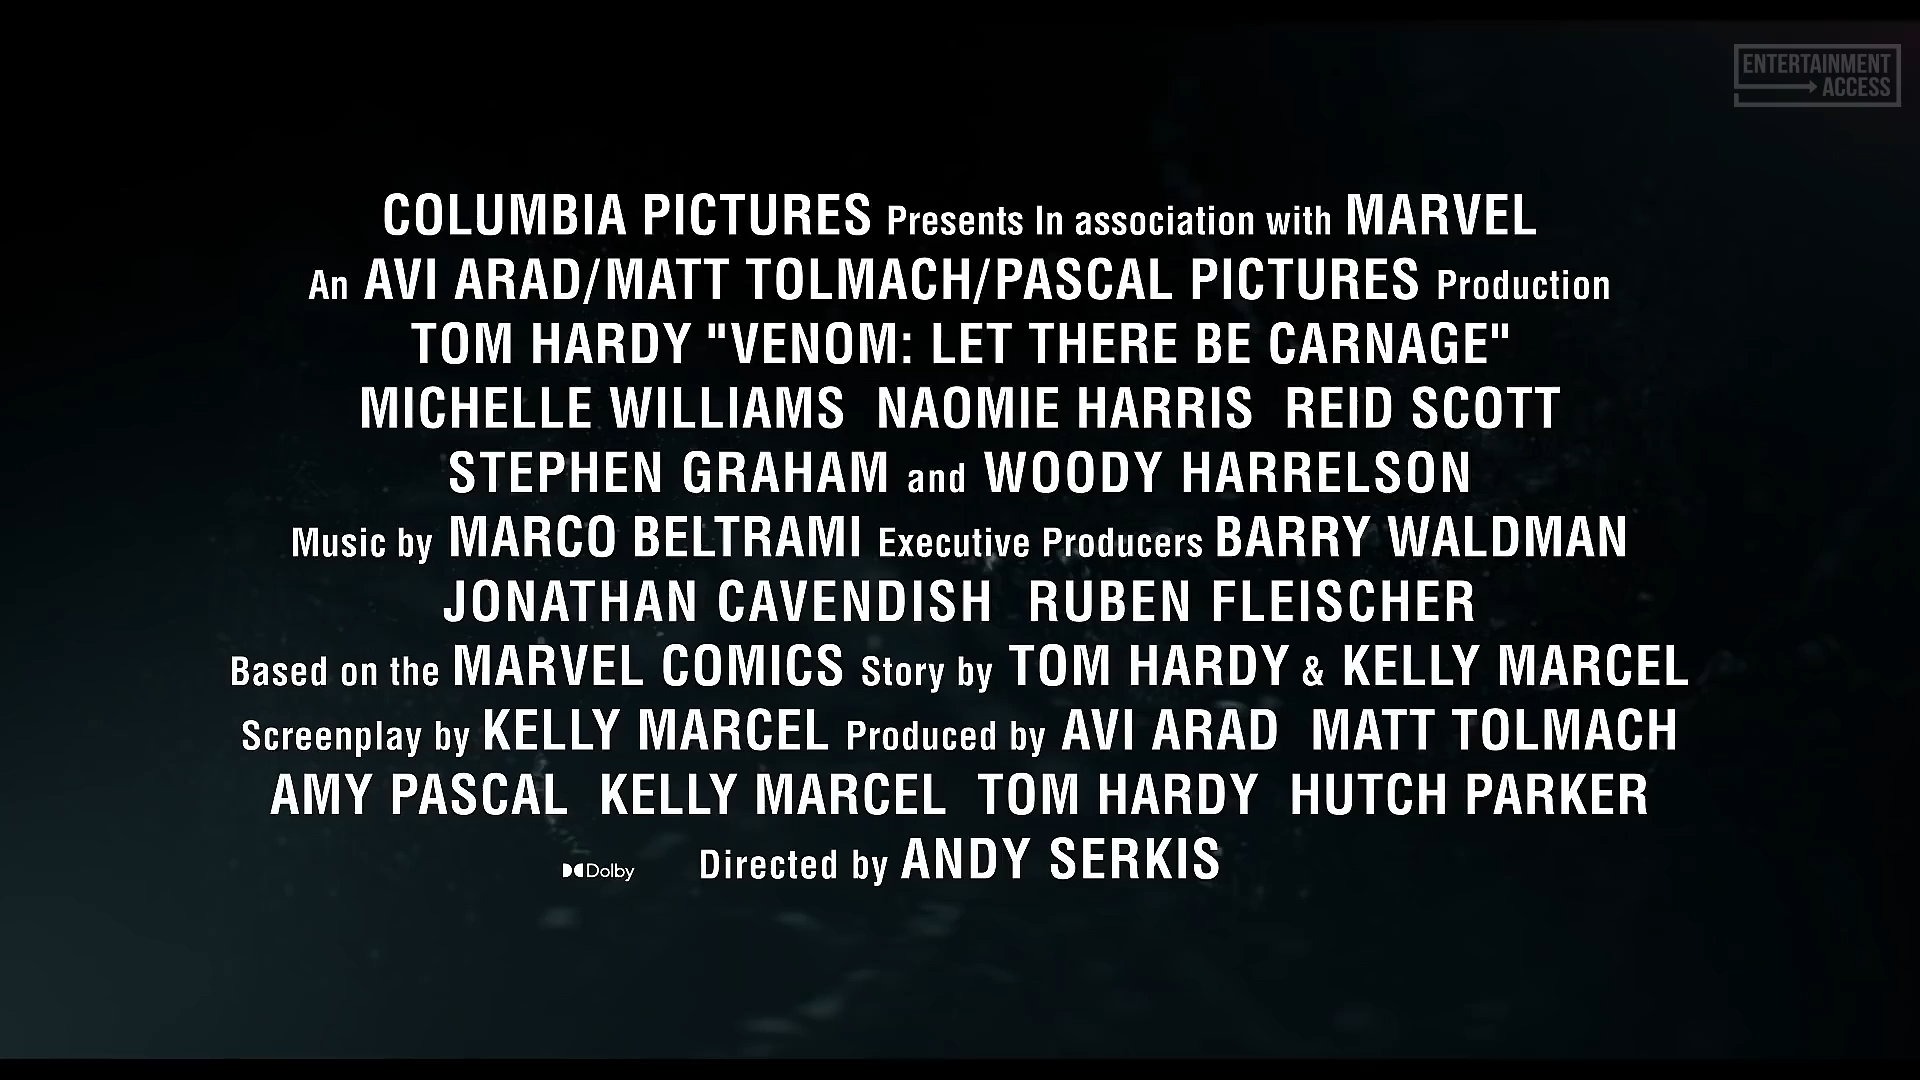 ENTERTAINMENT
ACCESS
COLUMBIA PICTURES Presents In association with MARVEL
An AVI ARAD/MATT TOLMACH/PASCAL PICTURES Production
TOM HARDY "VENOM: LET THERE BE CARNAGE"
MICHELLE WILLIAMS NAOMIE HARRIS REID SCOTT
STEPHEN GRAHAM and WOODY HARRELSON
Music by MARCO BELTRAMI Executive Producers BARRY WALDMAN
JONATHAN CAVENDISH RUBEN FLEISCHER
Based on the MARVEL COMICS Story by TOM HARDY & KELLY MARCEL
Screenplay by KELLY MARCEL Produced by AVI ARAD MATT TOLMACH
AMY PASCAL KELLY MARCEL TOM HARDY HUTCH PARKER
Dolby Directed by ANDY SERKIS